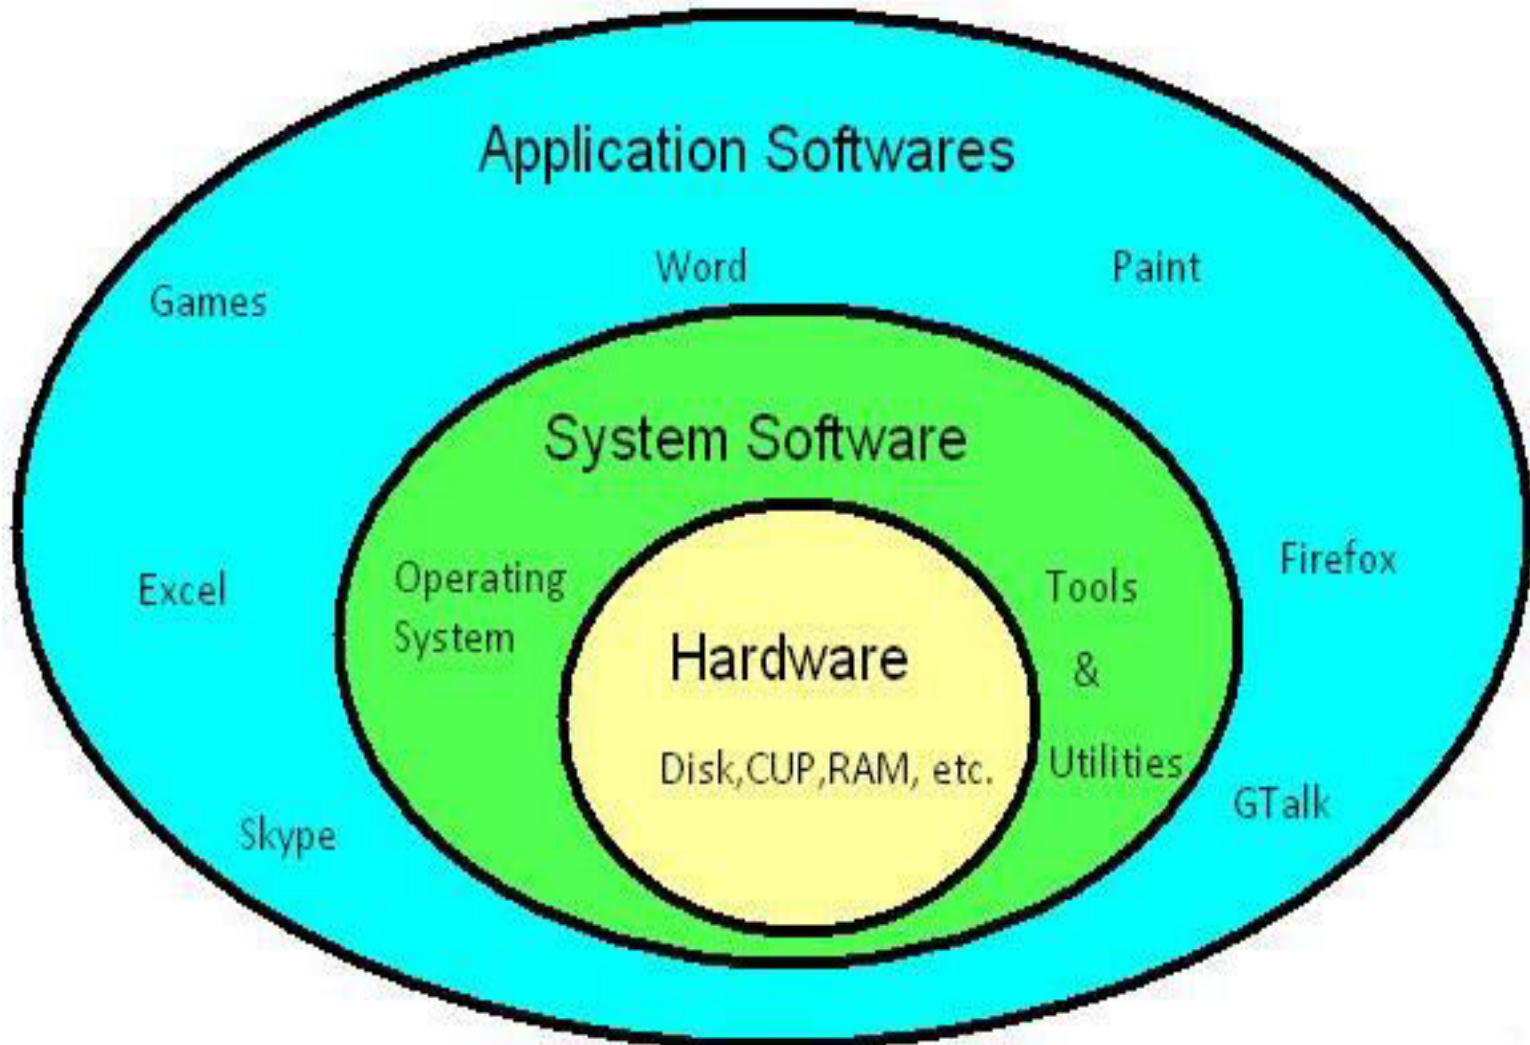 Application Softwares
Word
Paint
Games
System Software
Excel
Operating
System
Tools
&
Utilities
Firefox
Hardware
Disk,CUP,RAM, etc.
Skype
GTalk